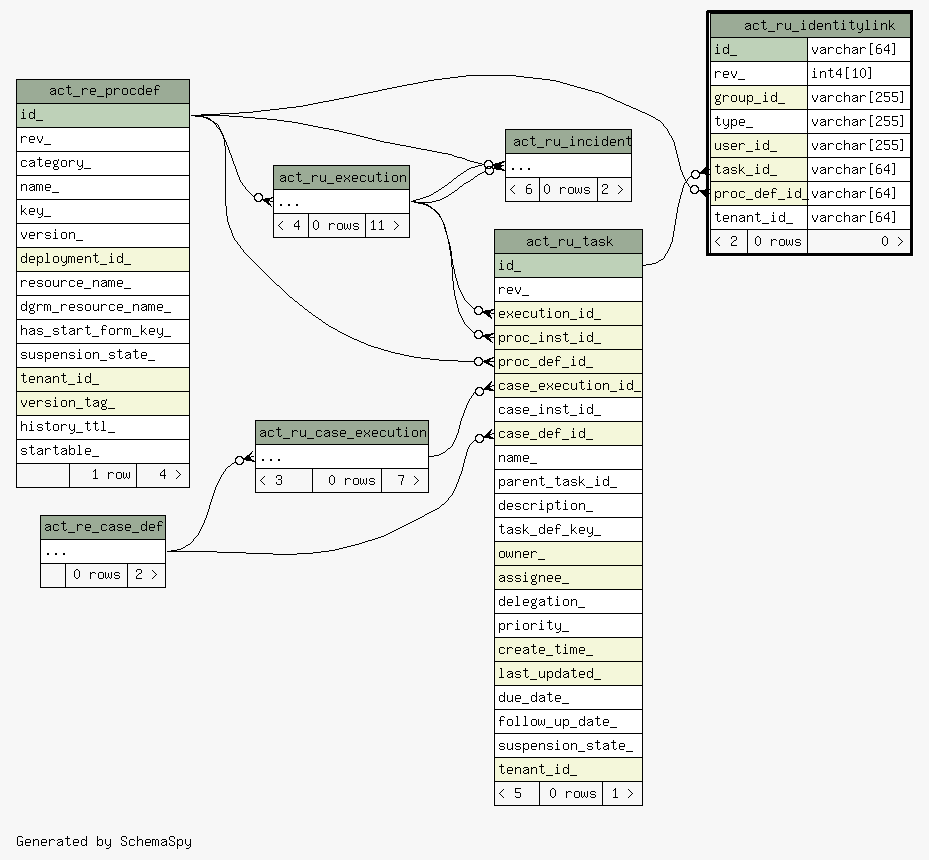 act_ru_identitylink
id_ varchar[64]
rev_ int4[10]
group_id_ varchar[255]
type_ varchar[255]
user_id_ varchar[255]
task_id_ varchar[64]
proc_def_id_ varchar[64]
tenant_id_ varchar[64]
< 2 0 rows 0 >
act_re_procdef
id_
rev_
category_
name_
key_
version_
deployment_id_
resource_name_
dgrm_resource_name_
has_start_form_key_
suspension_state_
tenant_id_
version_tag_
history_ttl_
startable_
1 row 4 >
act_ru_incident
...
< 6 0 rows 2 >
act_ru_execution
...
< 4 0 rows 11 >
act_ru_task
id_
rev_
execution_id_
proc_inst_id_
proc_def_id_
case_execution_id_
case_inst_id_
case_def_id_
name_
parent_task_id_
description_
task_def_key_
owner_
assignee_
delegation_
priority_
create_time_
last_updated_
due_date_
follow_up_date_
suspension_state_
tenant_id_
< 5 0 rows 1 >
act_ru_case_execution
...
< 3 0 rows 7 >
act_re_case_def
...
0 rows 2 >
Generated by SchemaSpy